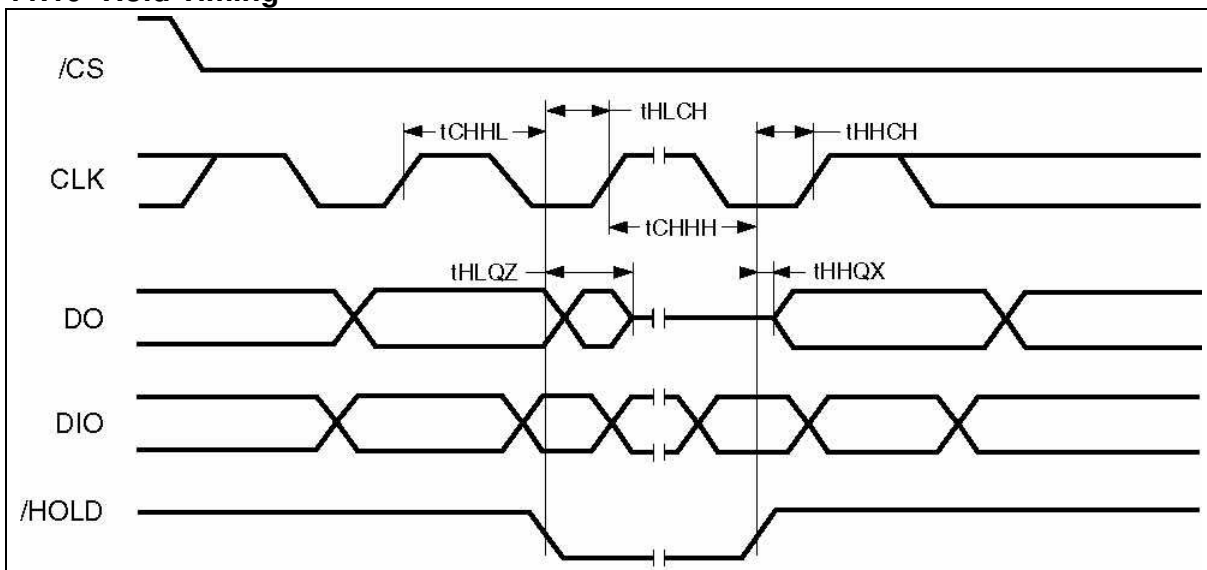 /CS
tHLCH
tCHHL
tHHCH
CLK
tCHHH
tHLQZ
tHHQX
DO
DIO
/HOLD